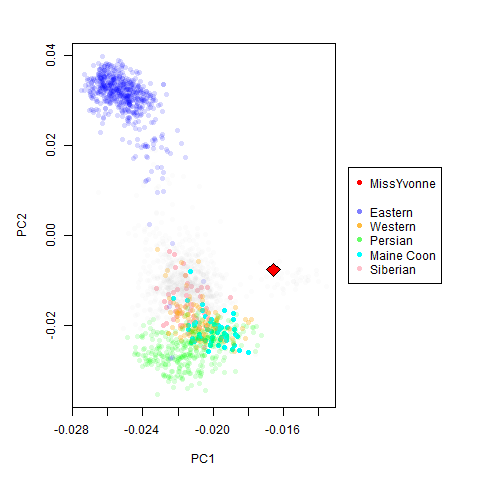 0.04
0.02
0.00
-0.02
PC2
-0.028
-0.024
-0.020
-0.016
PC1
MissYvonne
Eastern
Western
Persian
Maine Coon
Siberian